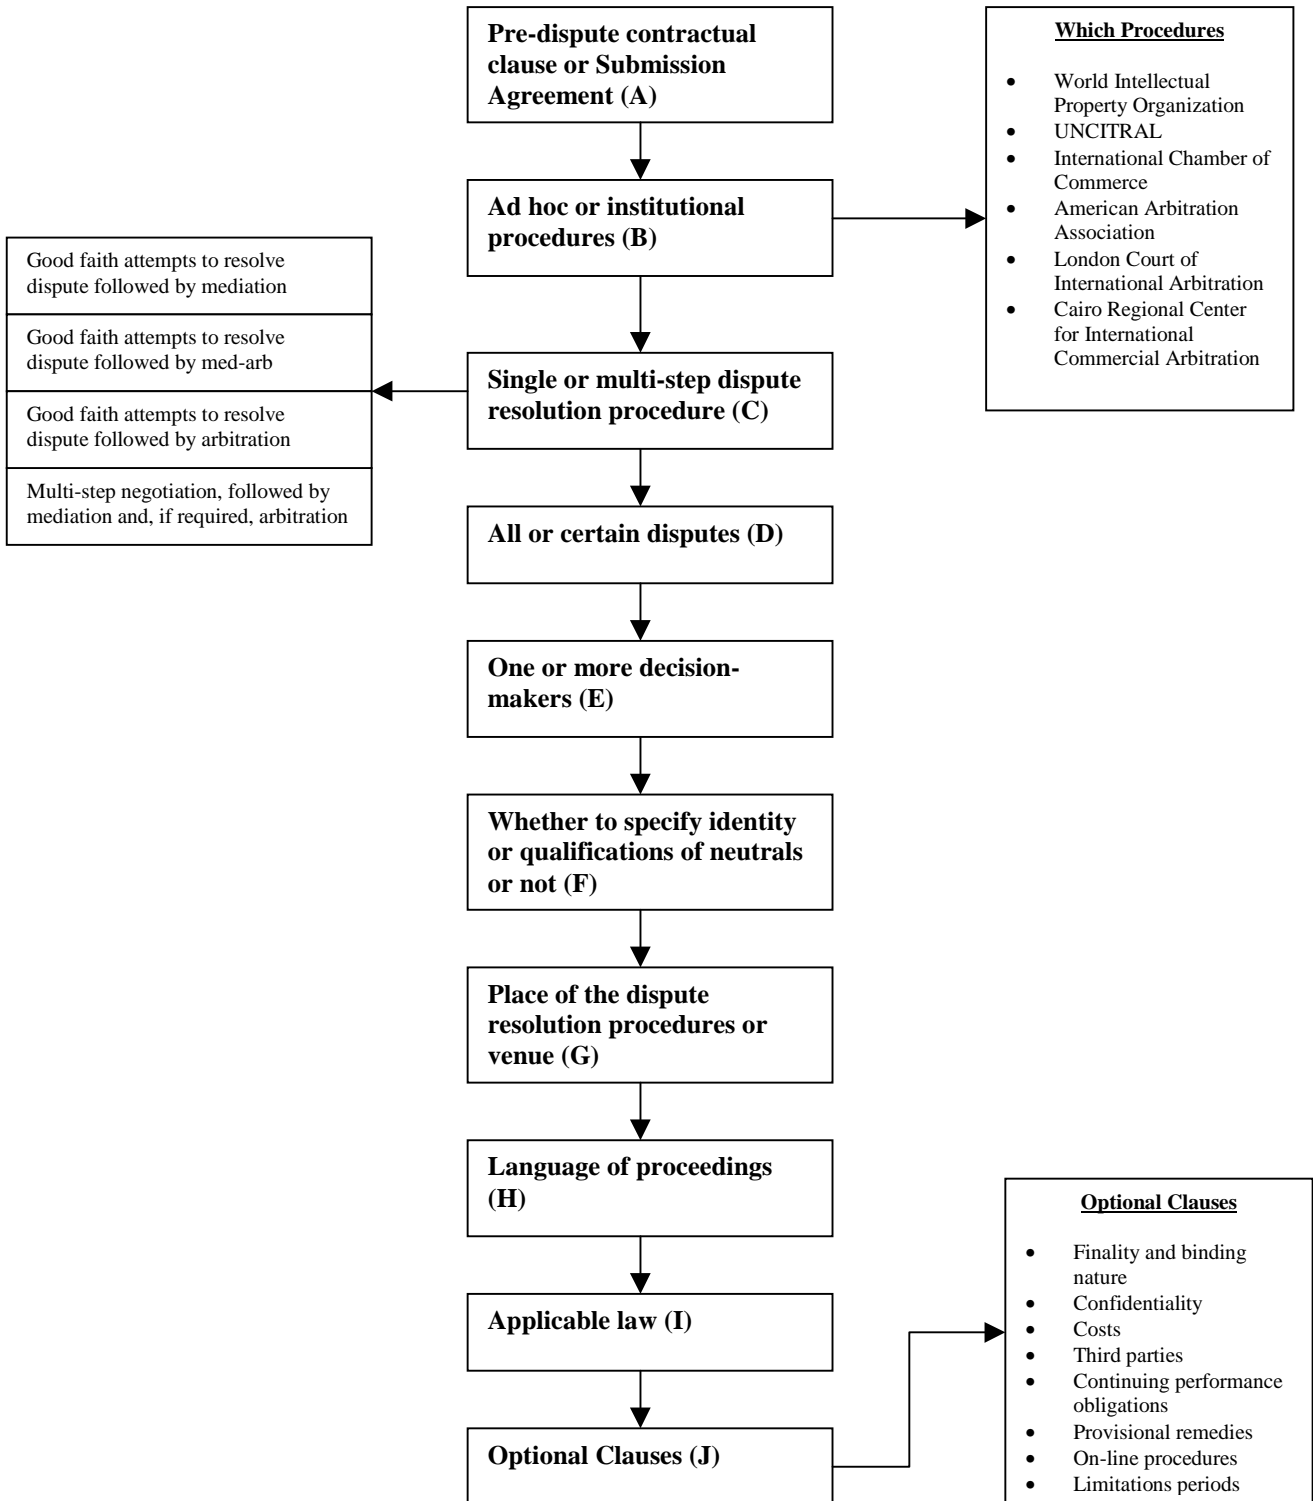 Pre-dispute contractual
clause or Submission
Agreement (A)
Which Procedures
• World Intellectual
Property Organization
• UNCITRAL
• International Chamber of
Commerce
• American Arbitration
Association
• London Court of
International Arbitration
• Cairo Regional Center
for International
Commercial Arbitration
Ad hoc or institutional
procedures (B)
Good faith attempts to resolve
dispute followed by mediation
Good faith attempts to resolve
dispute followed by med-arb
Good faith attempts to resolve
dispute followed by arbitration
Multi-step negotiation, followed by
mediation and, if required, arbitration
Single or multi-step dispute
resolution procedure (C)
All or certain disputes (D)
One or more decision-
makers (E)
Whether to specify identity
or qualifications of neutrals
or not (F)
Place of the dispute
resolution procedures or
venue (G)
Language of proceedings
(H)
Applicable law (I)
Optional Clauses (J)
Optional Clauses
• Finality and binding
nature
• Confidentiality
• Costs
• Third parties
• Continuing performance
obligations
• Provisional remedies
• On-line procedures
• Limitations periods